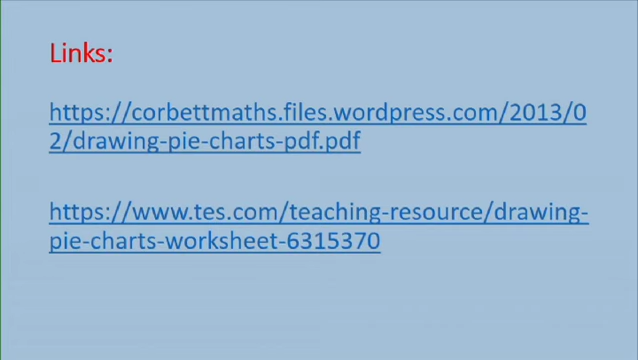 Links:
https://corbettmaths.files.wordpress.com/2013/0
2/drawing-pie-charts-pdf.pdf
https://www.tes.com/teaching-resource/drawing-
pie-charts-worksheet-6315370